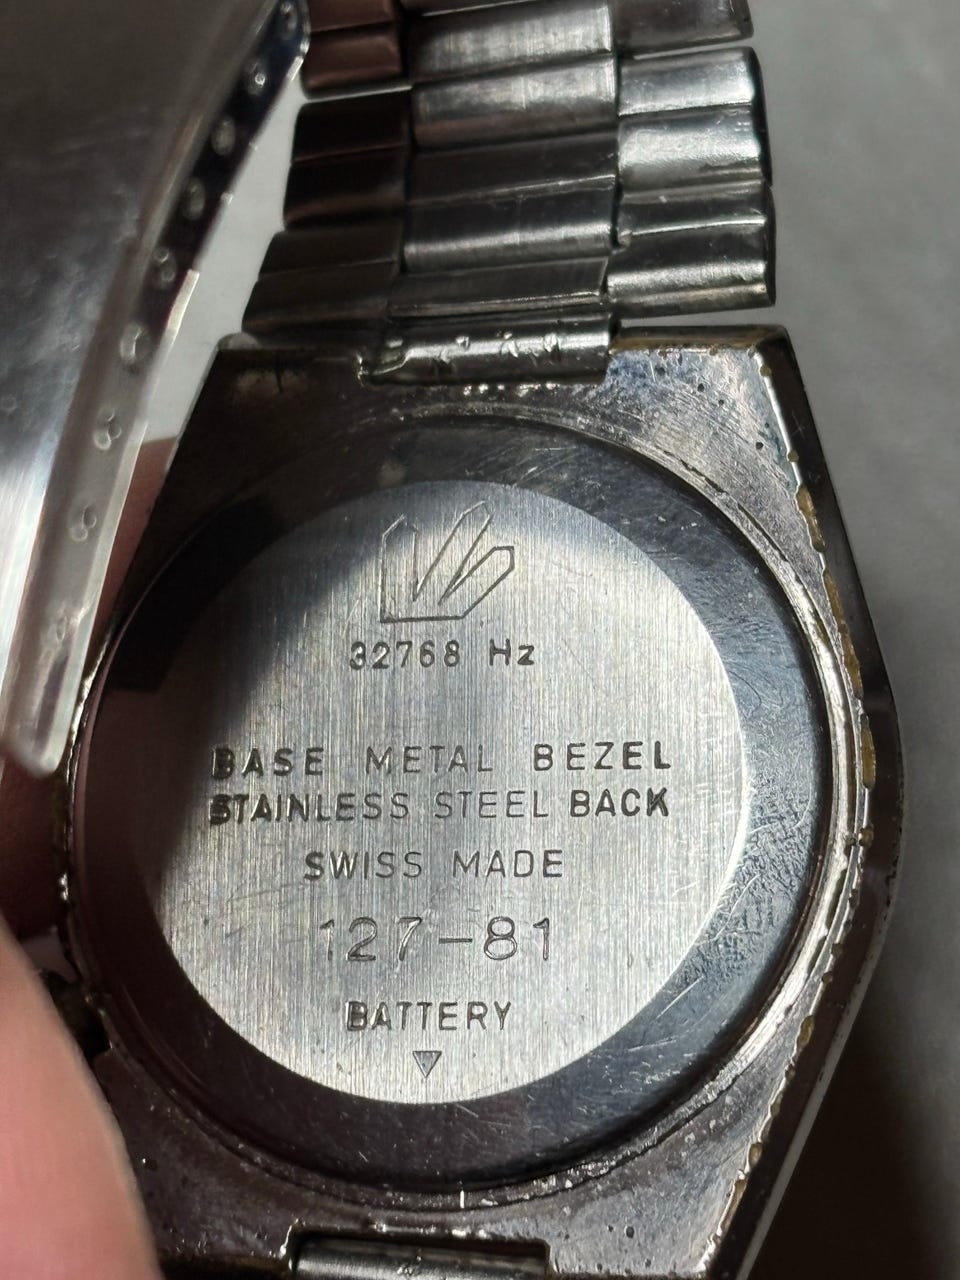 32768 Hz
BASE METAL BEZEL
STAINLESS STEEL BACK
SWISS MADE
127-81
BATTERY